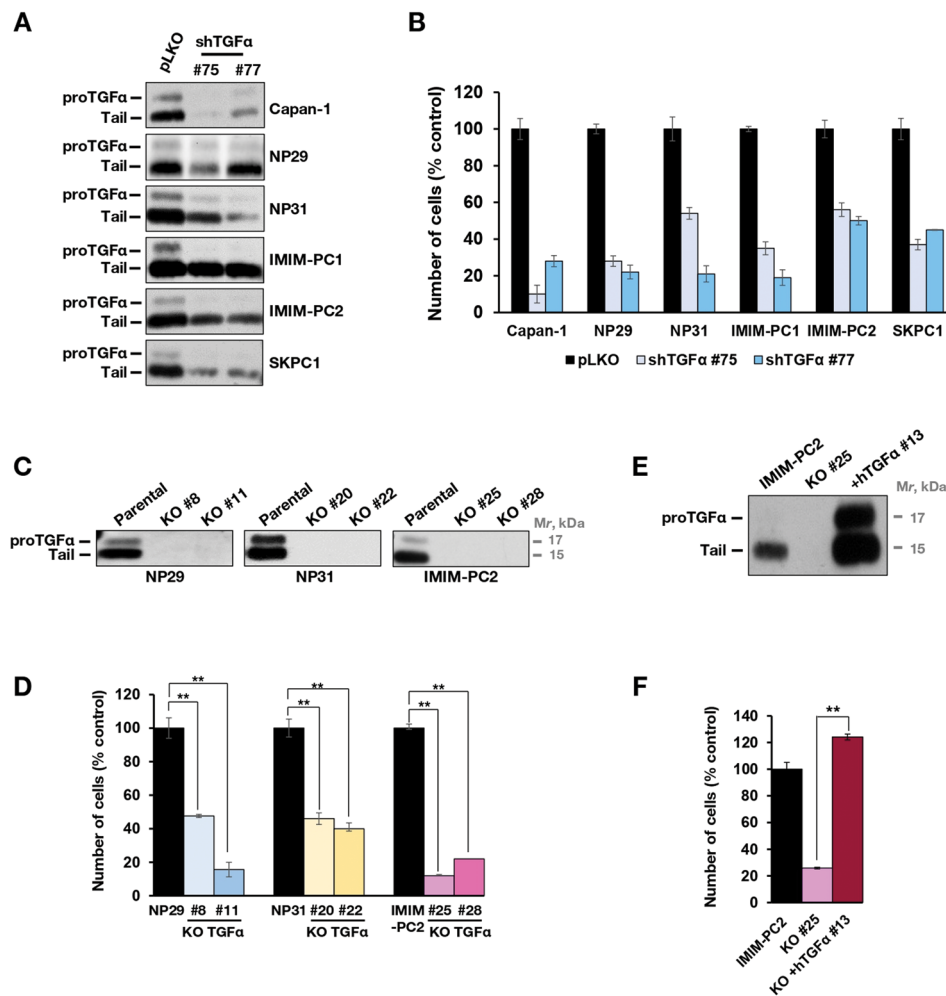 A
pLKO
shTGFα
#75 #77
proTGFα
Tail
Capan-1
proTGFα
Tail
NP29
proTGFα
Tail
NP31
proTGFα
Tail
IMIM-PC1
proTGFα
Tail
IMIM-PC2
proTGFα
Tail
SKPC1
B
Number of cells (% control)
120
100
80
60
40
20
0
Capan-1 NP29 NP31 IMIM-PC1 IMIM-PC2 SKPC1
pLKO shTGFα #75 shTGFα #77
C
Parental KO #8 KO #11 Parental KO #20 KO #22 Parental KO #25 KO #28
Mr, kDa
proTGFα
17
Tail
15
NP29 NP31 IMIM-PC2
E
IMIM-PC2 KO #25 +hTGFα #13
Mr, kDa
proTGFα
17
Tail
15
D
Number of cells (% control)
120
100
80
60
40
20
0
** ** ** ** ** **
NP29 #8 #11 NP31 #20 #22 IMIM #25 #28
KO TGFα KO TGFα -PC2 KO TGFα
F
Number of cells (% control)
140
120
100
80
60
40
20
0
**
IMIM-PC2 KO #25 KO +hTGFα #13